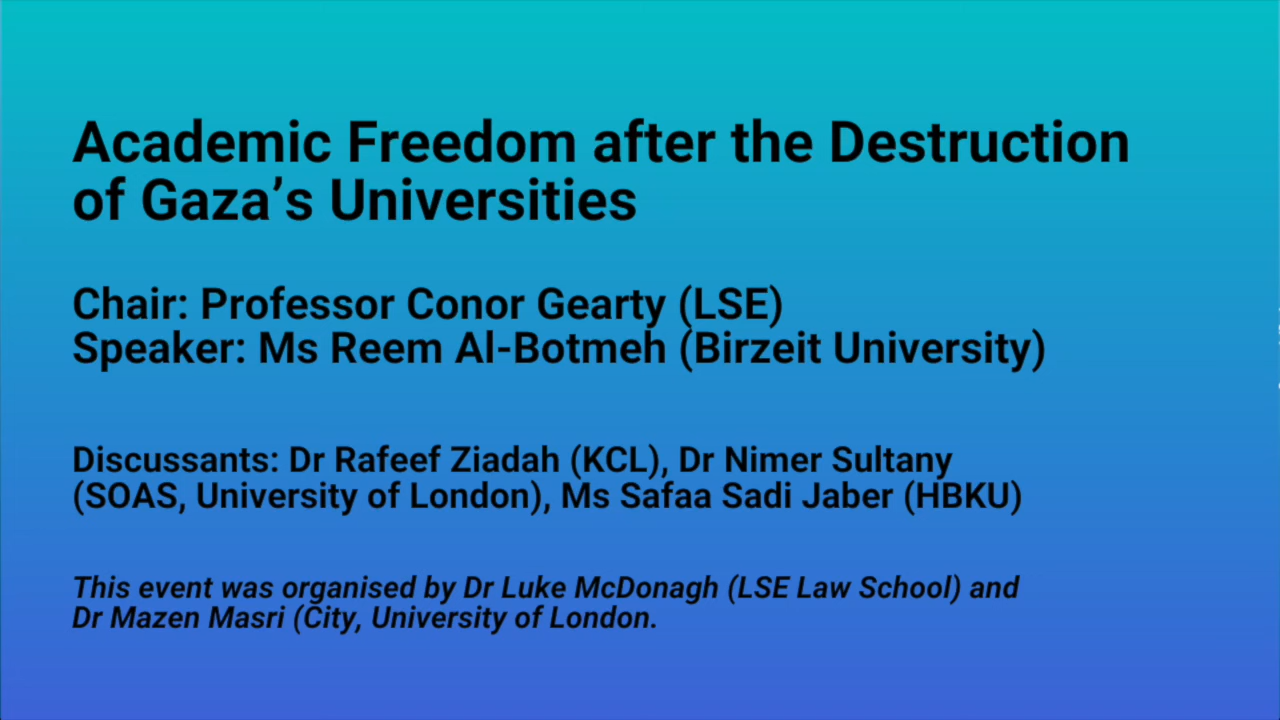 Academic Freedom after the Destruction
of Gaza’s Universities
Chair: Professor Conor Gearty (LSE)
Speaker: Ms Reem Al-Botmeh (Birzeit University)
Discussants: Dr Rafeef Ziadah (KCL), Dr Nimer Sultany
(SOAS, University of London), Ms Safaa Sadi Jaber (HBKU)
This event was organised by Dr Luke McDonagh (LSE Law School) and
Dr Mazen Masri (City, University of London.